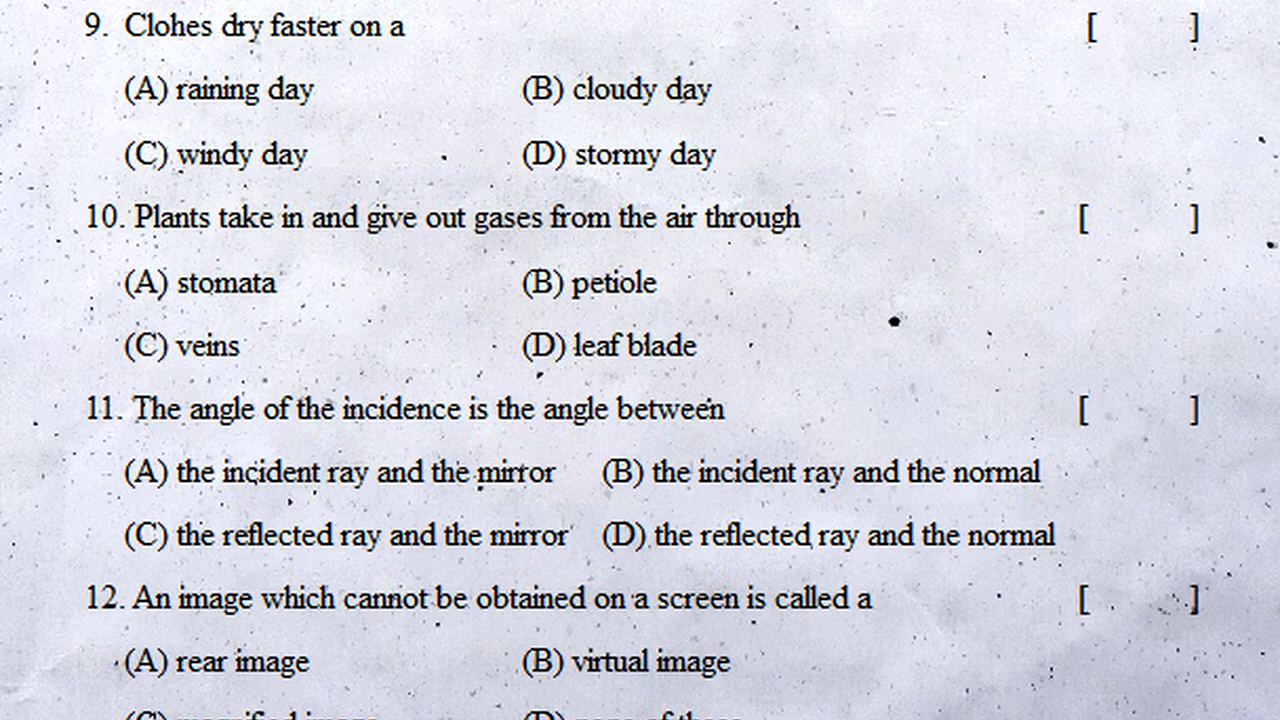 9. Clohes dry faster on a [ ]
(A) raining day (B) cloudy day
(C) windy day (D) stormy day
10. Plants take in and give out gases from the air through [ ]
(A) stomata (B) petiole
(C) veins (D) leaf blade
11. The angle of the incidence is the angle between [ ]
(A) the incident ray and the mirror (B) the incident ray and the normal
(C) the reflected ray and the mirror (D) the reflected ray and the normal
12. An image which cannot be obtained on a screen is called a [ ]
(A) rear image (B) virtual image